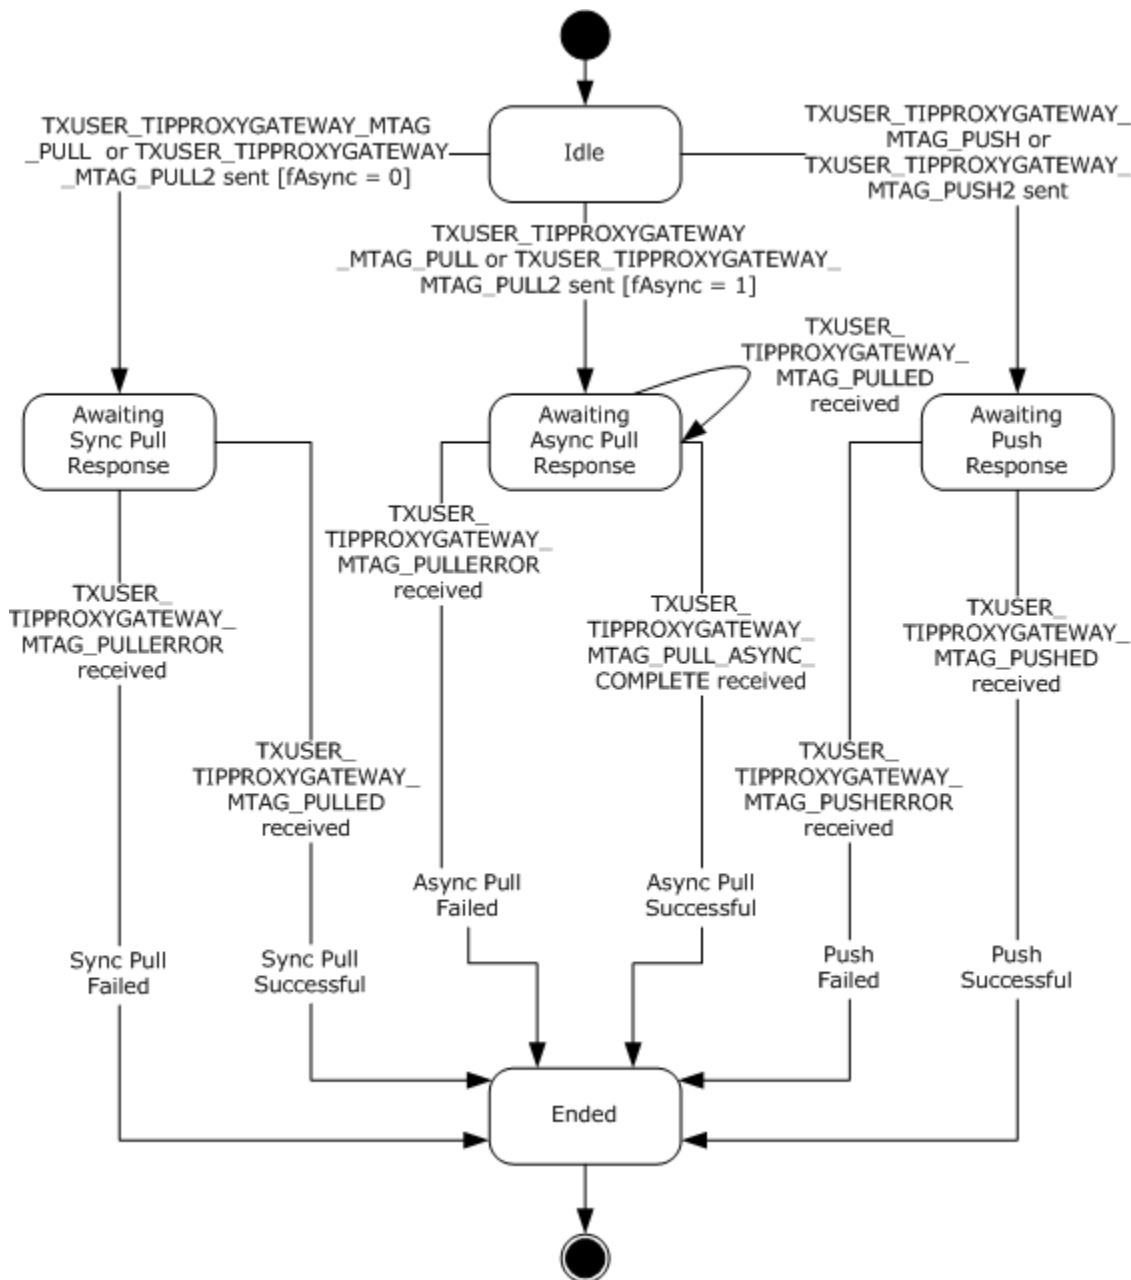 Idle
TXUSER_TIPPROXYGATEWAY_MTAG
_PULL or TXUSER_TIPPROXYGATEWAY
_MTAG_PULL2 sent [fAsync = 0]
TXUSER_TIPPROXYGATEWAY
_MTAG_PULL or TXUSER_TIPPROXYGATEWAY_
MTAG_PULL2 sent [fAsync = 1]
TXUSER_TIPPROXYGATEWAY_
MTAG_PUSH or
TXUSER_TIPPROXYGATEWAY_
MTAG_PUSH2 sent
TXUSER_
TIPPROXYGATEWAY_
MTAG_PULLED
received
Awaiting
Sync Pull
Response
Awaiting
Async Pull
Response
Awaiting
Push
Response
TXUSER_
TIPPROXYGATEWAY_
MTAG_PULLERROR
received
TXUSER_
TIPPROXYGATEWAY_
MTAG_PULLED
received
TXUSER_
TIPPROXYGATEWAY_
MTAG_PULLERROR
received
TXUSER_
TIPPROXYGATEWAY_
MTAG_PULL_ASYNC_
COMPLETE received
TXUSER_
TIPPROXYGATEWAY_
MTAG_PUSHERROR
received
TXUSER_
TIPPROXYGATEWAY_
MTAG_PUSHED
received
Sync Pull
Failed
Sync Pull
Successful
Async Pull
Failed
Async Pull
Successful
Push
Failed
Push
Successful
Ended